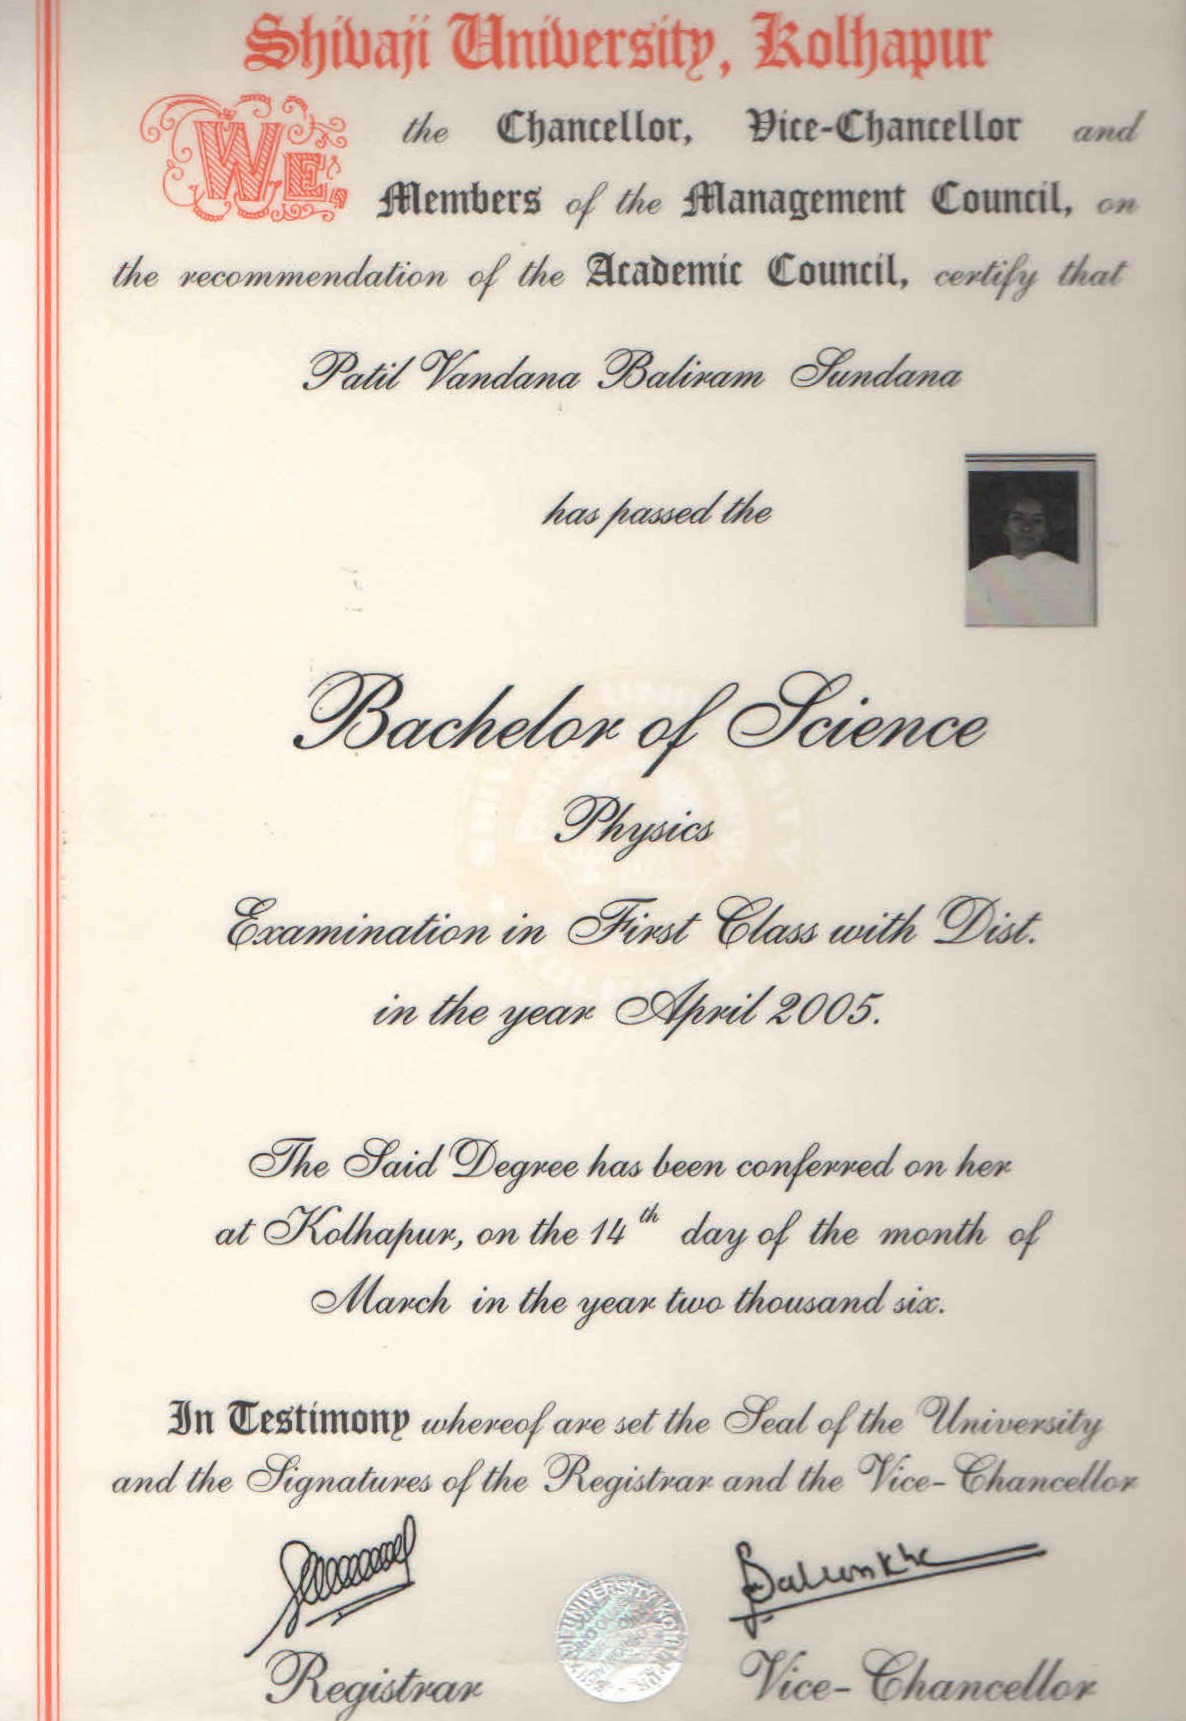 Shivaji University, Kolhapur
WE, the Chancellor, Vice-Chancellor and
Members of the Management Council, on
the recommendation of the Academic Council, certify that
Patil Vandana Baliram Sundana
has passed the
Bachelor of Science
Physics
Examination in First Class with Dist.
in the year April 2005.
The Said Degree has been conferred on her
at Kolhapur, on the 14th day of the month of
March in the year two thousand six.
In Testimony whereof are set the Seal of the University
and the Signatures of the Registrar and the Vice-Chancellor
Registrar Vice-Chancellor